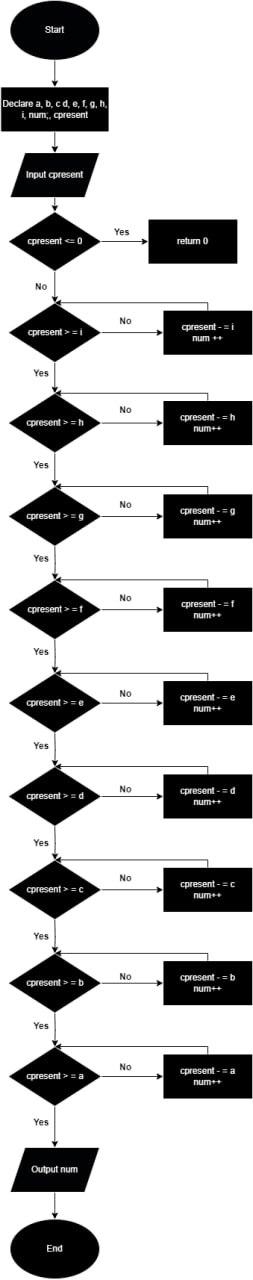 Start
Declare a, b, c d, e, f, g, h,
i, num;, cpresent
Input cpresent
cpresent <= 0
Yes
return 0
No
cpresent > = i
No
cpresent - = i
num ++
Yes
cpresent > = h
No
cpresent - = h
num++
Yes
cpresent > = g
No
cpresent - = g
num++
Yes
cpresent > = f
No
cpresent - = f
num++
Yes
cpresent > = e
No
cpresent - = e
num++
Yes
cpresent > = d
No
cpresent - = d
num++
Yes
cpresent > = c
No
cpresent - = c
num++
Yes
cpresent > = b
No
cpresent - = b
num++
Yes
cpresent > = a
No
cpresent - = a
num++
Yes
Output num
End